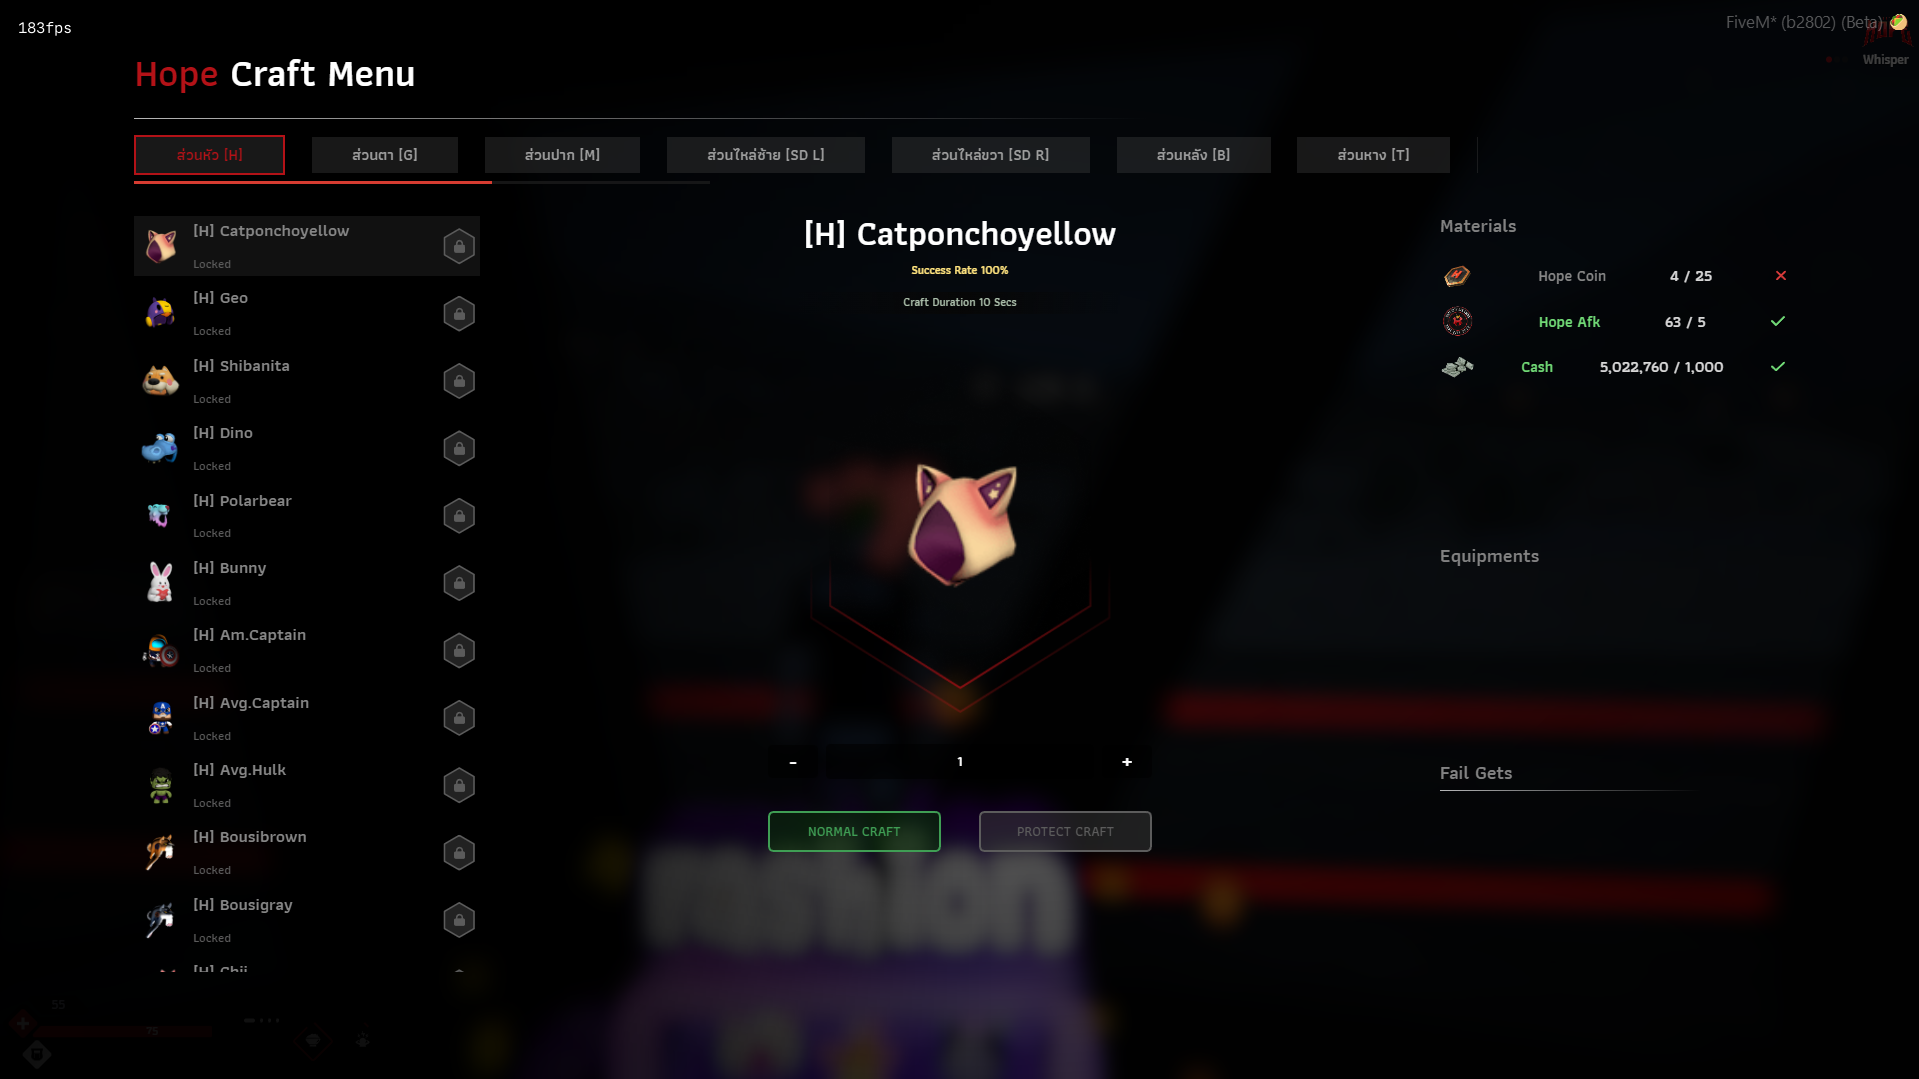 183fps
FiveM* (b2802) (Beta)
Whisper
Hope Craft Menu
ส่วนหัว [H]
ส่วนตา [G]
ส่วนปาก [M]
ส่วนไหล่ซ้าย [SD L]
ส่วนไหล่ขวา [SD R]
ส่วนหลัง [B]
ส่วนหาง [T]
[H] Catponchoyellow
Locked
[H] Geo
Locked
[H] Shibanita
Locked
[H] Dino
Locked
[H] Polarbear
Locked
[H] Bunny
Locked
[H] Am.Captain
Locked
[H] Avg.Captain
Locked
[H] Avg.Hulk
Locked
[H] Bousibrown
Locked
[H] Bousigray
Locked
[H] Chii
[H] Catponchoyellow
Success Rate 100%
Craft Duration 10 Secs
- 1 +
NORMAL CRAFT
PROTECT CRAFT
Materials
Hope Coin 4 / 25
Hope Afk 63 / 5
Cash 5,022,760 / 1,000
Equipments
Fail Gets
Fashion
55
75